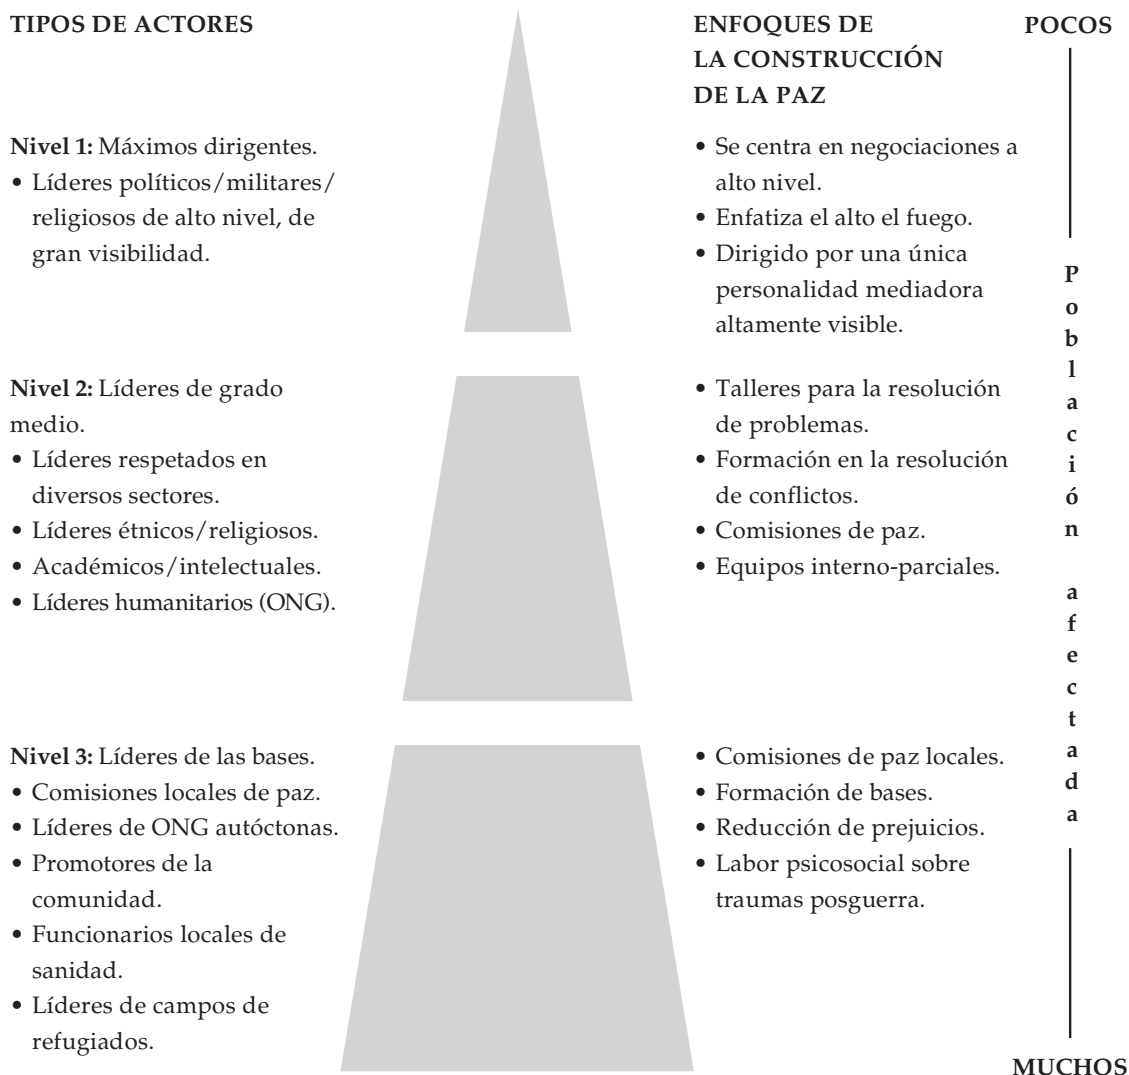 TIPOS DE ACTORES
ENFOQUES DE
LA CONSTRUCCIÓN
DE LA PAZ
POCOS
Nivel 1: Máximos dirigentes.
• Líderes políticos/militares/
religiosos de alto nivel, de
gran visibilidad.
• Se centra en negociaciones a
alto nivel.
• Enfatiza el alto el fuego.
• Dirigido por una única
personalidad mediadora
altamente visible.
Nivel 2: Líderes de grado
medio.
• Líderes respetados en
diversos sectores.
• Líderes étnicos/religiosos.
• Académicos/intelectuales.
• Líderes humanitarios (ONG).
• Talleres para la resolución
de problemas.
• Formación en la resolución
de conflictos.
• Comisiones de paz.
• Equipos interno-parciales.
Nivel 3: Líderes de las bases.
• Comisiones locales de paz.
• Líderes de ONG autóctonas.
• Promotores de la
comunidad.
• Funcionarios locales de
sanidad.
• Líderes de campos de
refugiados.
• Comisiones de paz locales.
• Formación de bases.
• Reducción de prejuicios.
• Labor psicosocial sobre
traumas posguerra.
Población afectada
MUCHOS